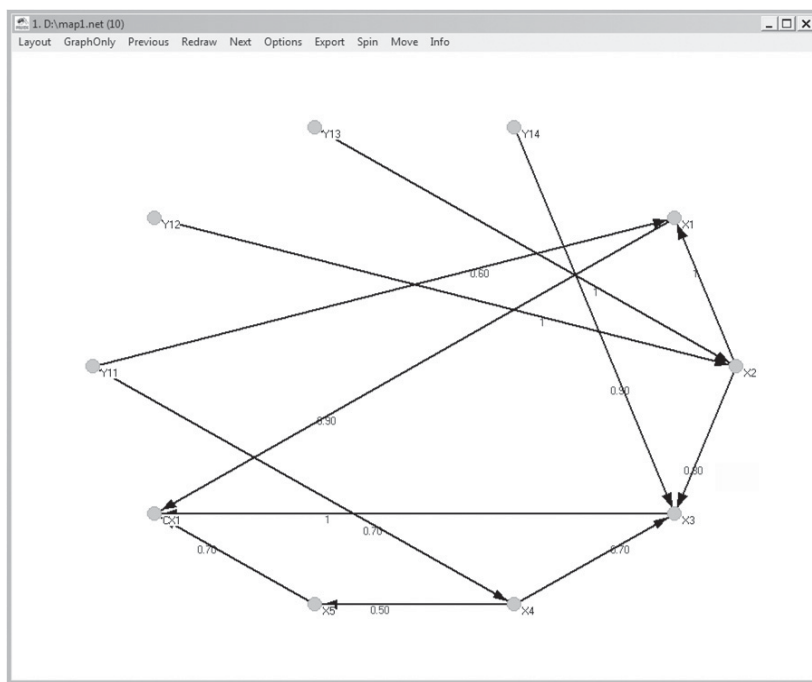 1. D:\map1.net (10)
Layout GraphOnly Previous Redraw Next Options Export Spin Move Info
Y13
Y14
Y12
X1
0.60
1
1
1
Y11
X2
0.90
0.90
CX1
1
0.70
X3
0.70
0.70
X5
0.50
X4